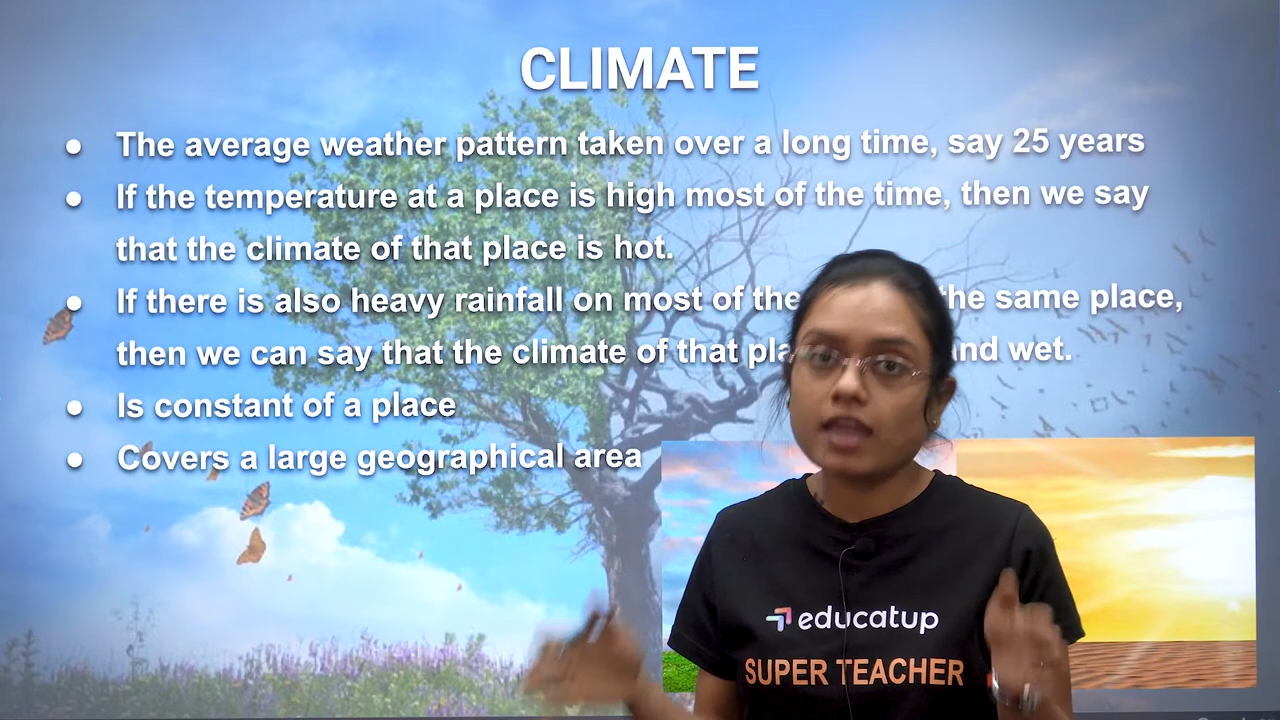 CLIMATE
● The average weather pattern taken over a long time, say 25 years
● If the temperature at a place is high most of the time, then we say
that the climate of that place is hot.
● If there is also heavy rainfall on most of the the same place,
then we can say that the climate of that and wet.
● Is constant of a place
● Covers a large geographical area
educatup
SUPER TEACHER